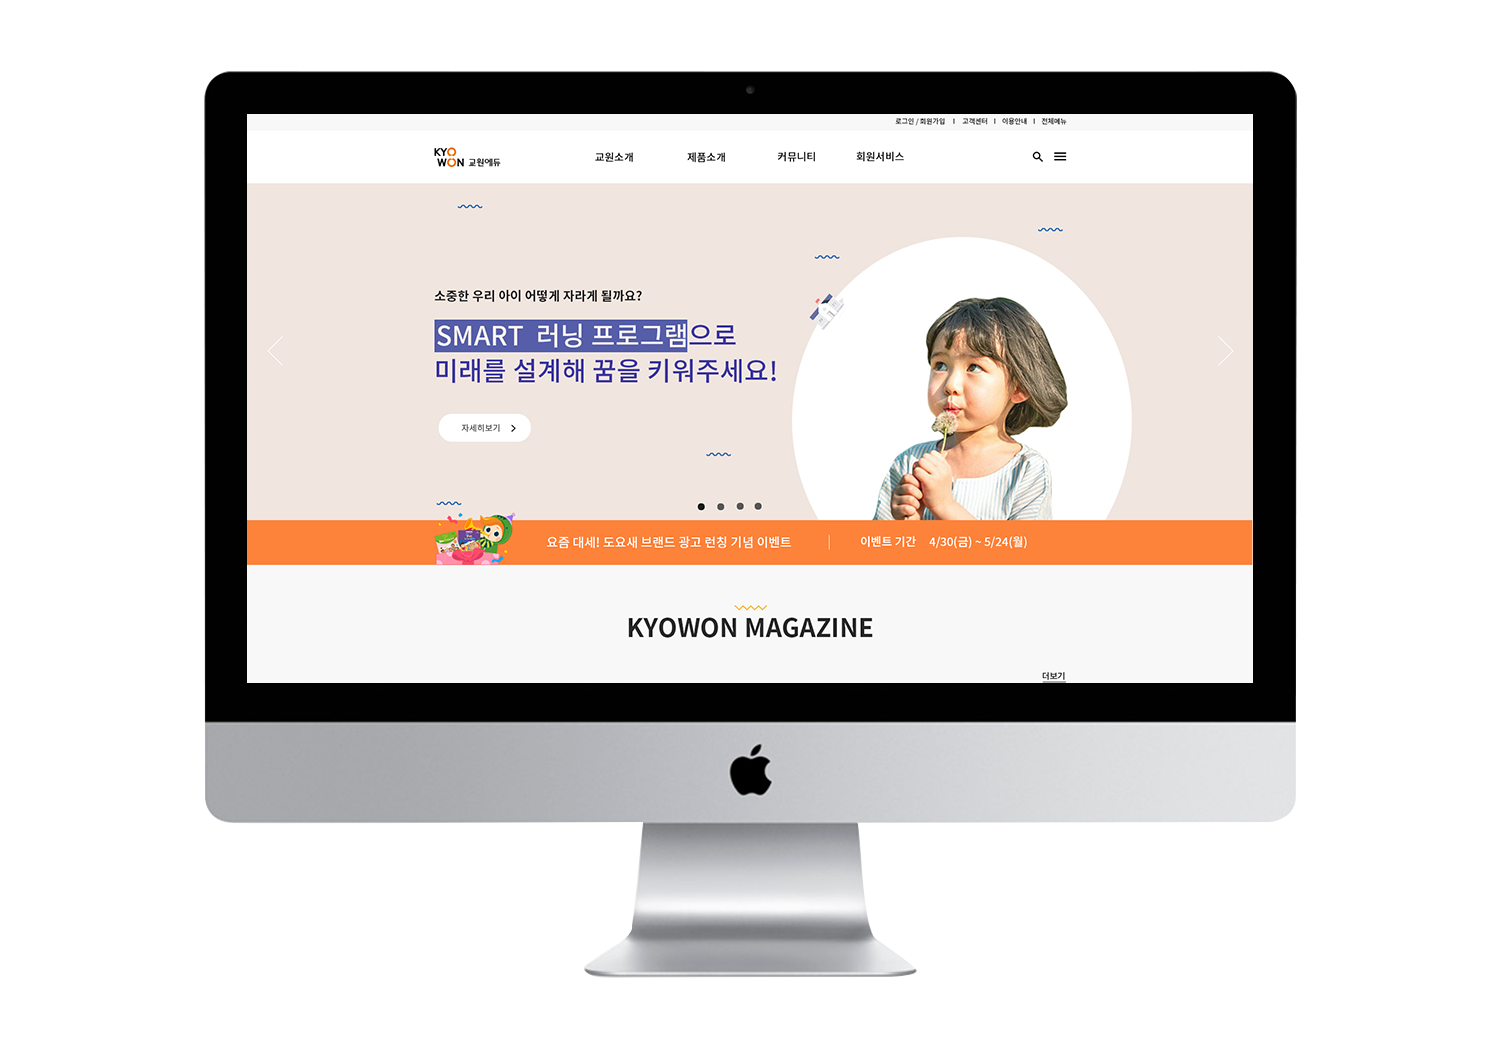 로그인 / 회원가입 I 고객센터 I 이용안내 I 전체메뉴
KYO
WON 교원에듀
교원소개 제품소개 커뮤니티 회원서비스
소중한 우리 아이 어떻게 자라게 될까요?
SMART 러닝 프로그램으로
미래를 설계해 꿈을 키워주세요!
자세히보기
요즘 대세! 도요새 브랜드 광고 런칭 기념 이벤트 이벤트 기간 4/30(금) ~ 5/24(월)
KYOWON MAGAZINE
더보기